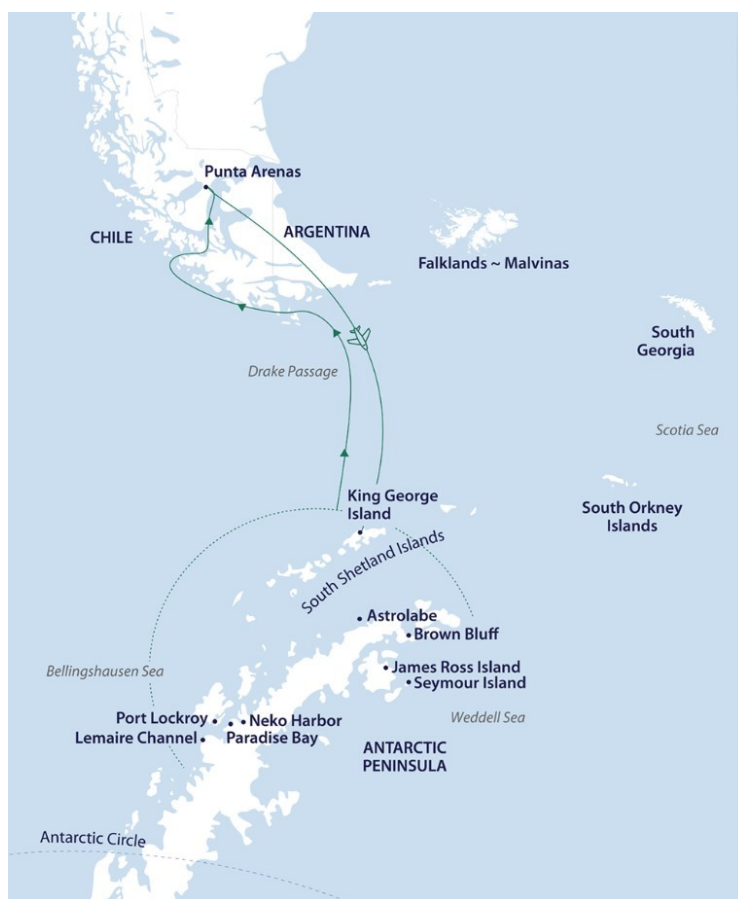 Punta Arenas
CHILE
ARGENTINA
Falklands ~ Malvinas
South
Georgia
Drake Passage
Scotia Sea
King George
Island
South Orkney
Islands
South Shetland Islands
Astrolabe
Brown Bluff
Bellingshausen Sea
James Ross Island
Seymour Island
Port Lockroy
Neko Harbor
Weddell Sea
Lemaire Channel
Paradise Bay
ANTARCTIC
PENINSULA
Antarctic Circle